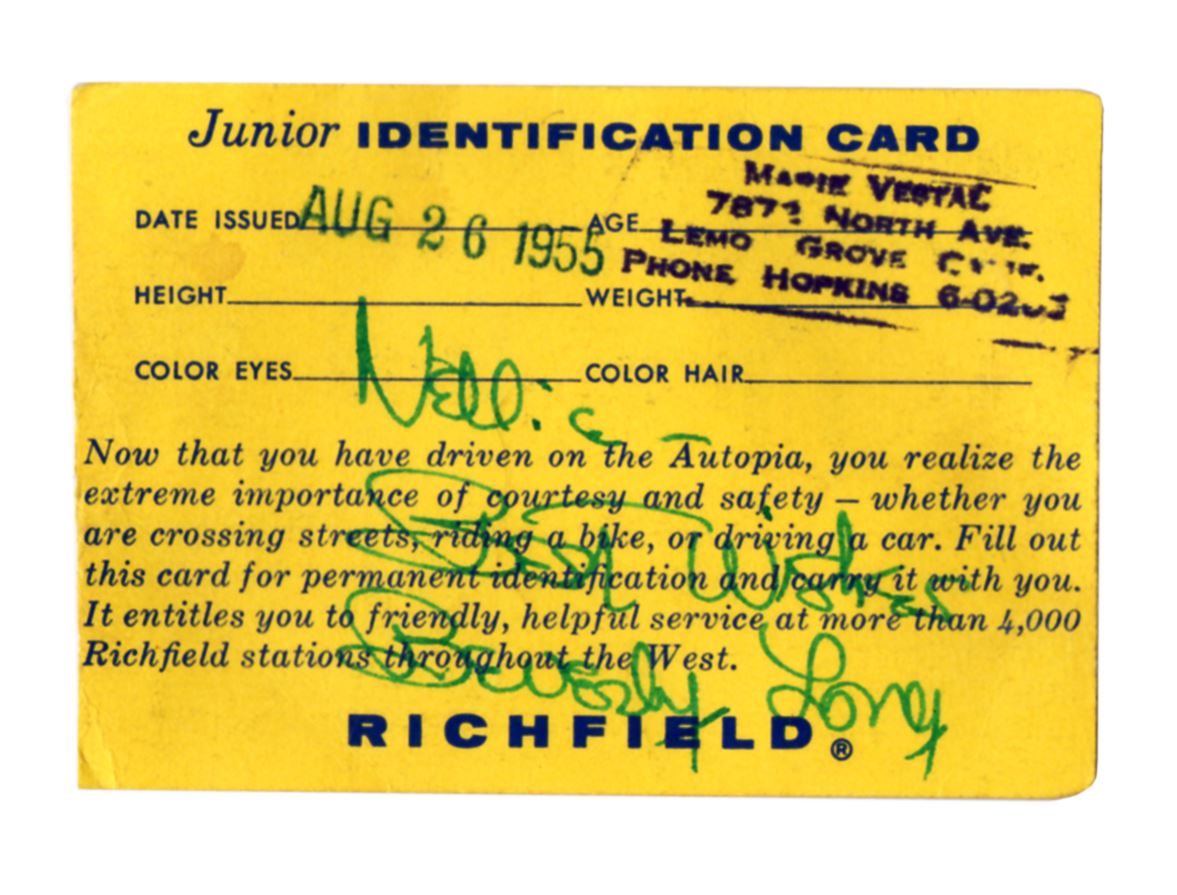 Junior IDENTIFICATION CARD
DATE ISSUED AUG 26 1955 AGE
MARIE VESTAL
NORTH AVE.
LEMO GROVE
PHONE HOPKINS
HEIGHT WEIGHT
COLOR EYES COLOR HAIR
Nellie
Now that you have driven on the Autopia, you realize the
extreme importance of courtesy and safety – whether you
are crossing streets, riding a bike, or driving a car. Fill out
this card for permanent identification and carry it with you.
It entitles you to friendly, helpful service at more than 4,000
Richfield stations throughout the West.
Best Wishes
Beverly Long
RICHFIELD®